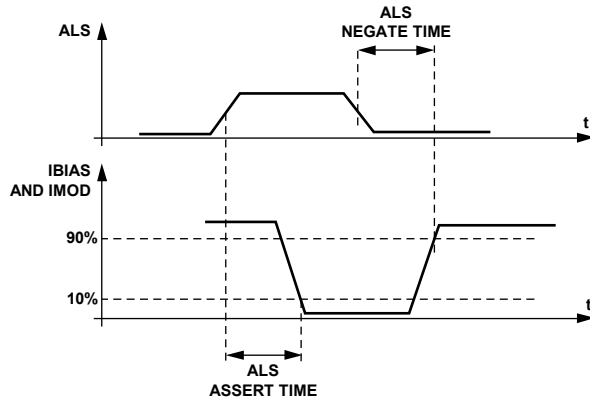 ALS
ALS
NEGATE TIME
t
IBIAS
AND IMOD
90%
10%
t
ALS
ASSERT TIME